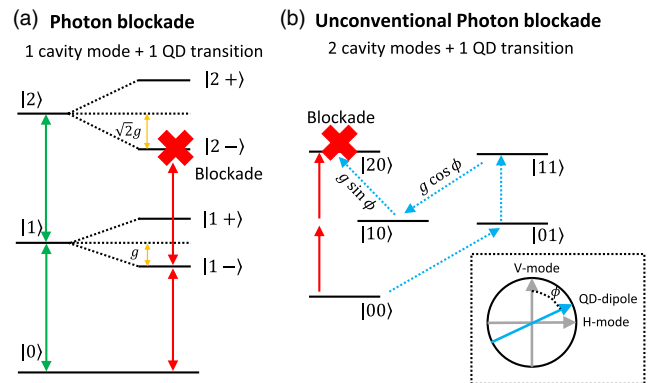 (a) Photon blockade
1 cavity mode + 1 QD transition
|2⟩
|2 +⟩
√2g
|2 −⟩
Blockade
|1⟩
|1 +⟩
g
|1 −⟩
|0⟩
(b) Unconventional Photon blockade
2 cavity modes + 1 QD transition
Blockade
|20⟩
|11⟩
g sin ϕ
g cos ϕ
|10⟩
|01⟩
|00⟩
V-mode
ϕ
QD-dipole
H-mode